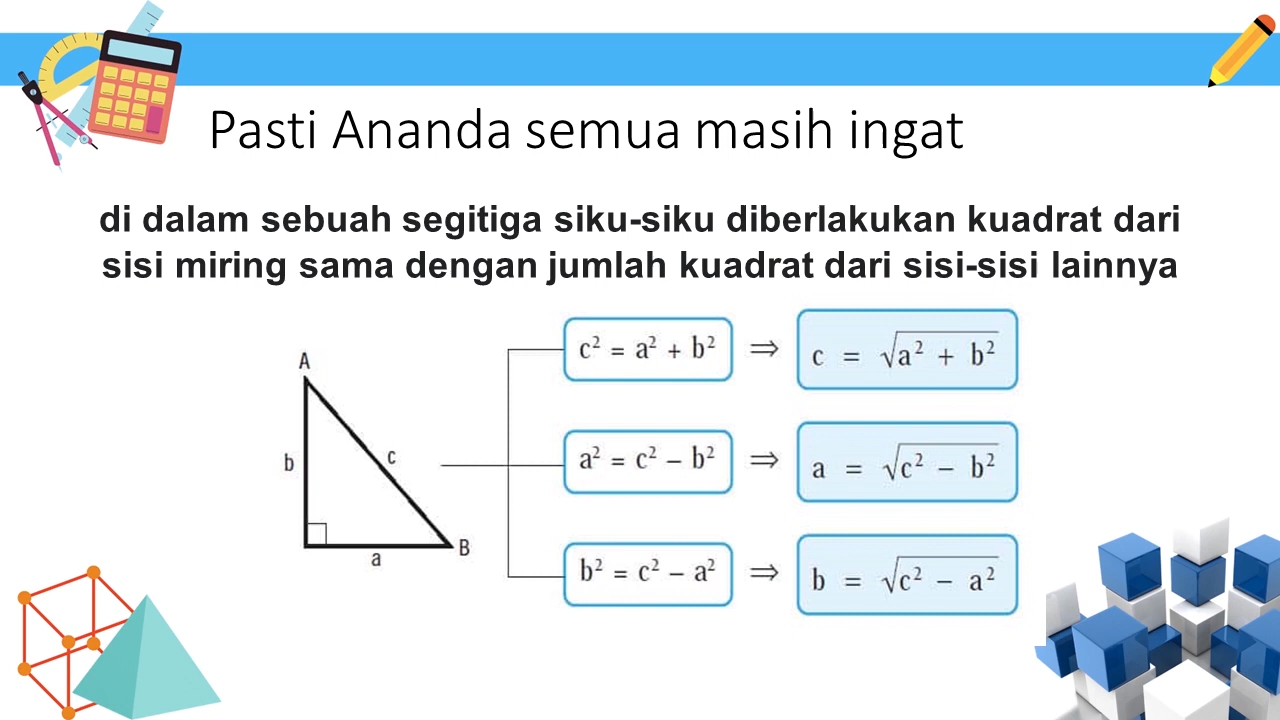 Pasti Ananda semua masih ingat
di dalam sebuah segitiga siku-siku diberlakukan kuadrat dari
sisi miring sama dengan jumlah kuadrat dari sisi-sisi lainnya
A
b
c
a
B
c² = a² + b² ⇒ c = √a² + b²
a² = c² – b² ⇒ a = √c² – b²
b² = c² – a² ⇒ b = √c² – a²